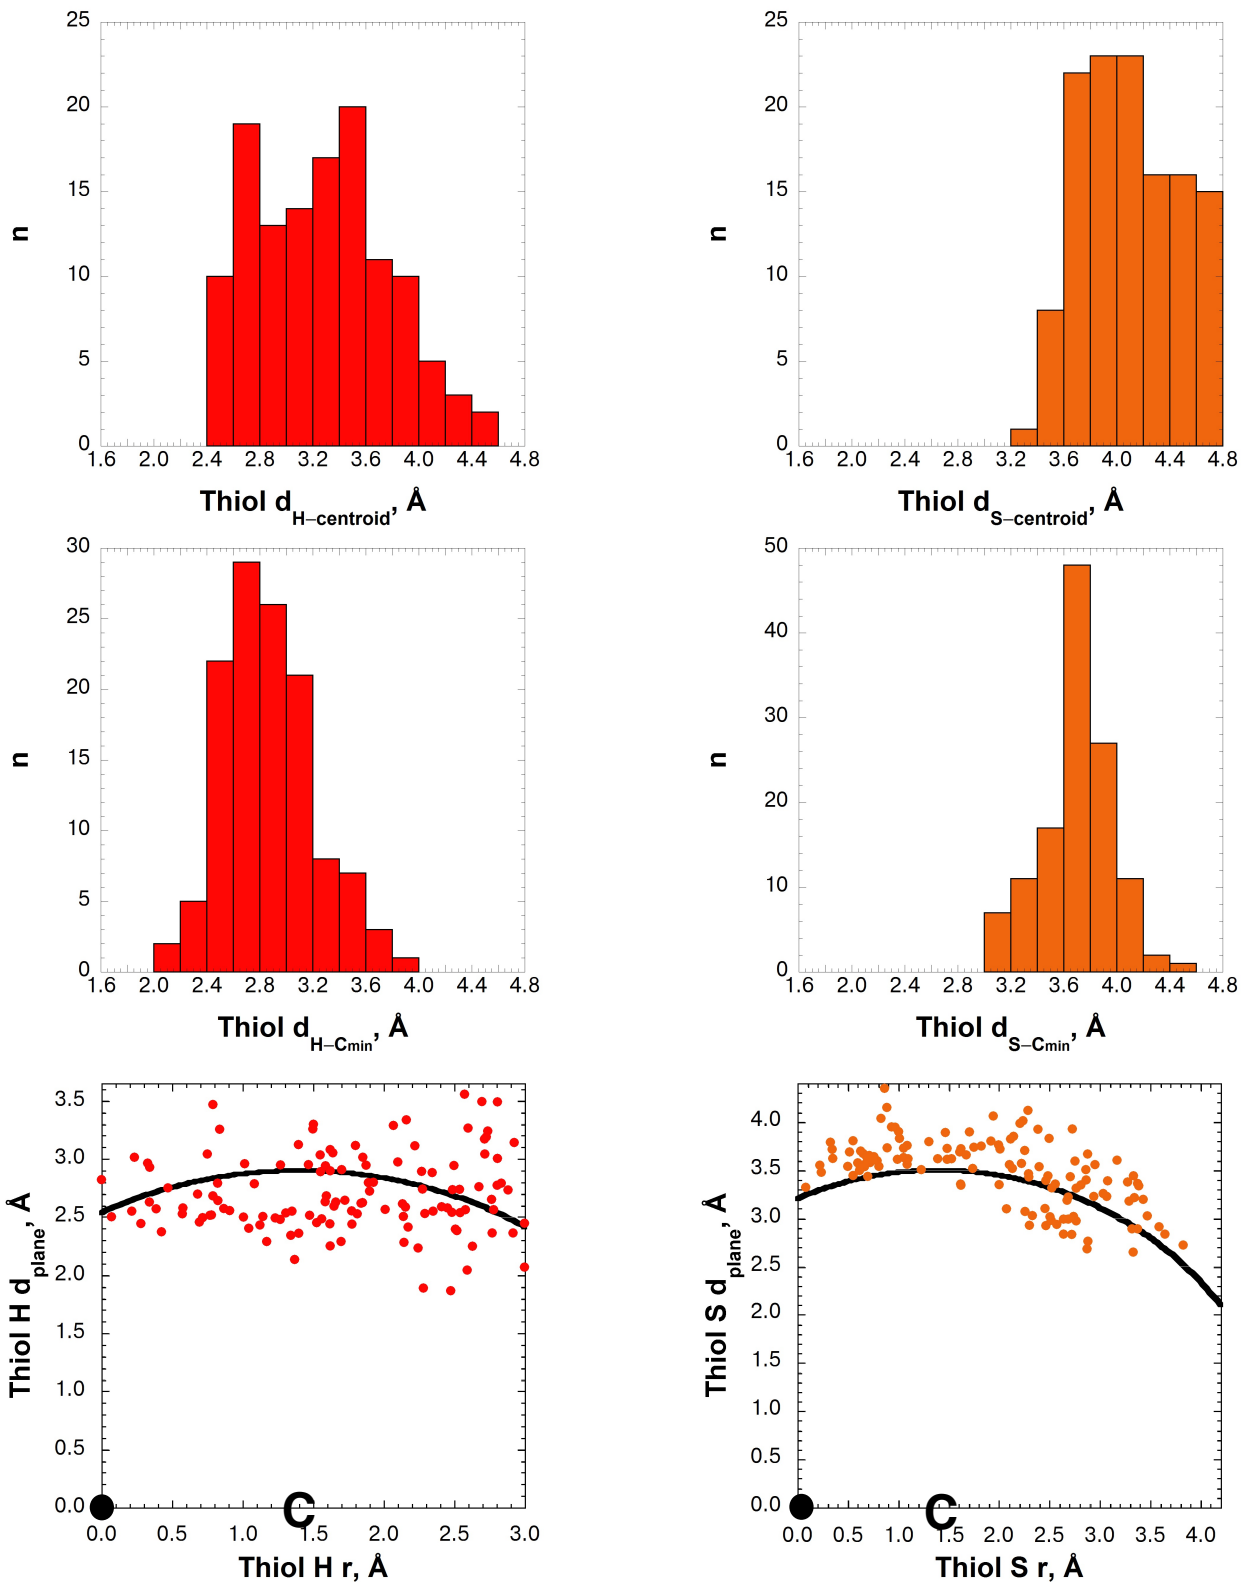 25
20
15
10
5
0
n
1.6 2.0 2.4 2.8 3.2 3.6 4.0 4.4 4.8
Thiol d H–centroid, Å
25
20
15
10
5
0
n
1.6 2.0 2.4 2.8 3.2 3.6 4.0 4.4 4.8
Thiol d S–centroid, Å
30
25
20
15
10
5
0
n
1.6 2.0 2.4 2.8 3.2 3.6 4.0 4.4 4.8
Thiol d H–Cmin, Å
50
40
30
20
10
0
n
1.6 2.0 2.4 2.8 3.2 3.6 4.0 4.4 4.8
Thiol d S–Cmin, Å
3.5
3.0
2.5
2.0
1.5
1.0
0.5
0.0
Thiol H d plane, Å
C
0.0 0.5 1.0 1.5 2.0 2.5 3.0
Thiol H r, Å
4.0
3.5
3.0
2.5
2.0
1.5
1.0
0.5
0.0
Thiol S d plane, Å
C
0.0 0.5 1.0 1.5 2.0 2.5 3.0 3.5 4.0
Thiol S r, Å